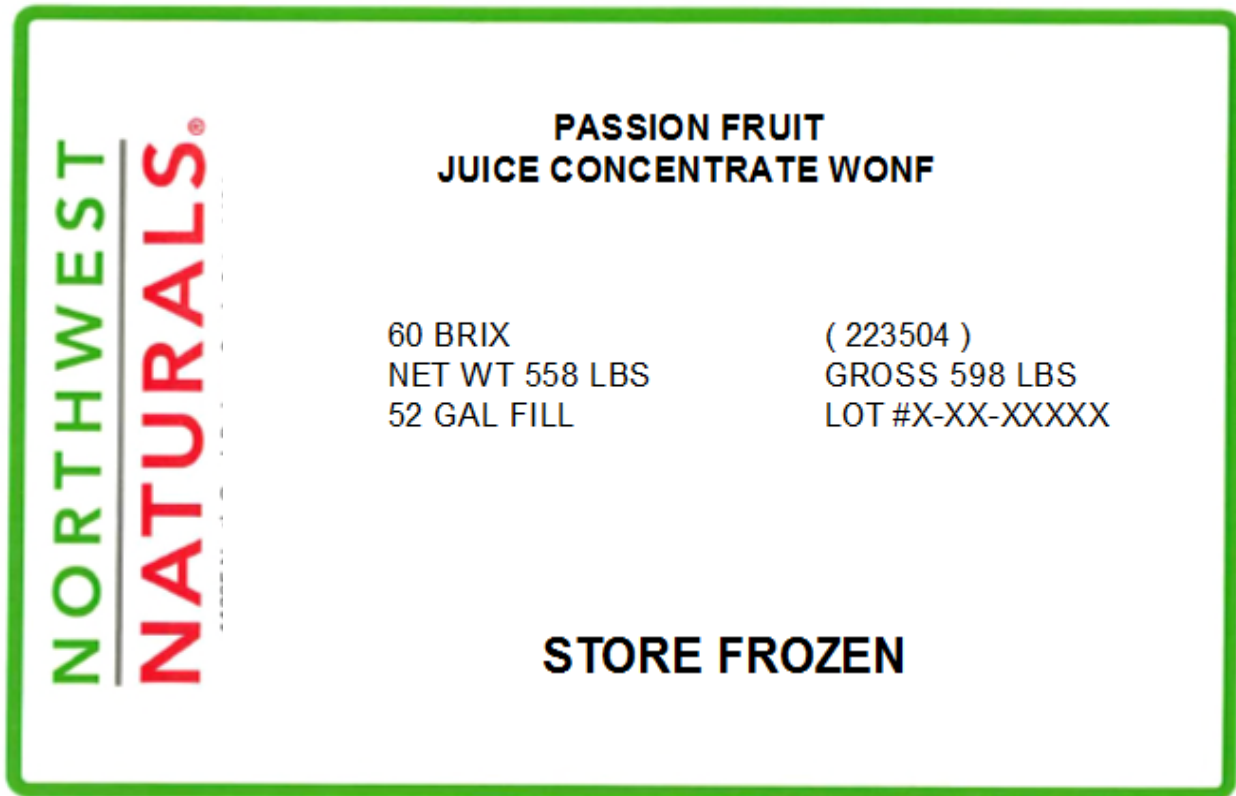 NORTHWEST
NATURALS®
PASSION FRUIT
JUICE CONCENTRATE WONF
60 BRIX
( 223504 )
NET WT 558 LBS
GROSS 598 LBS
52 GAL FILL
LOT #X-XX-XXXXX
STORE FROZEN